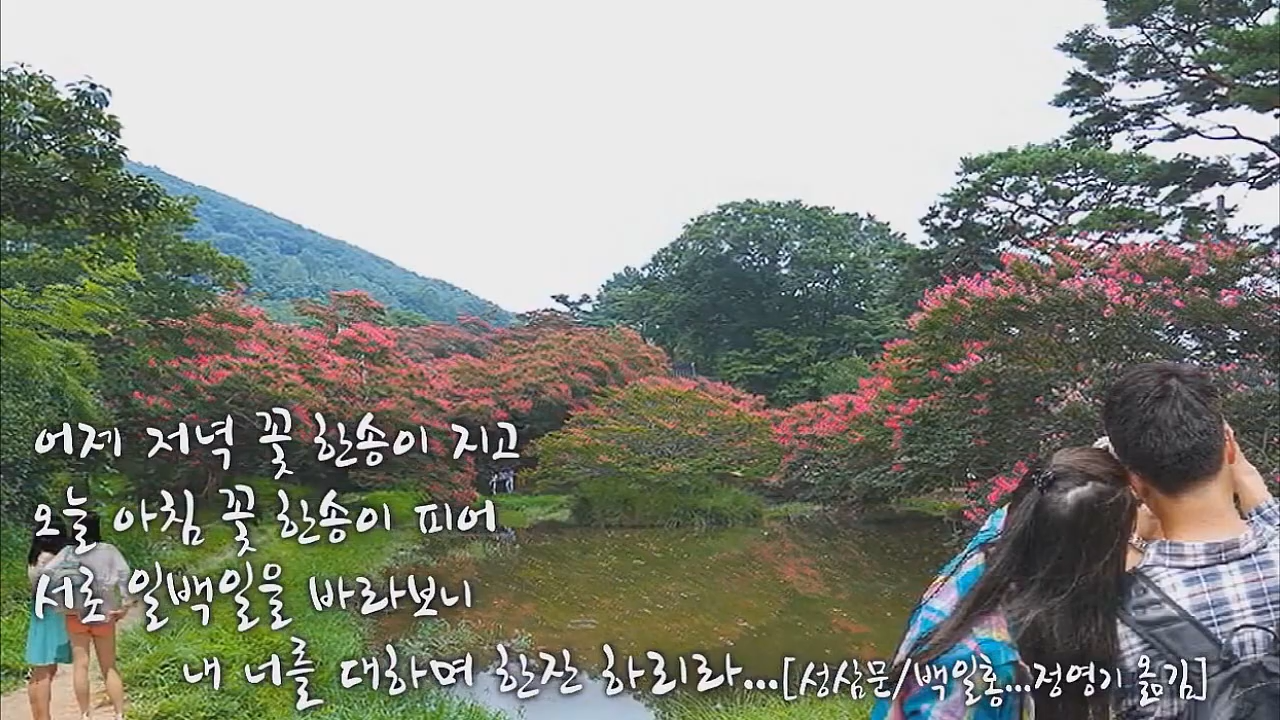 어제 저녁 꽃 한송이 지고
오늘 아침 꽃 한송이 피어
서로 일백일을 바라보니
내 너를 대하며 한잔 하리라...[성삼문/백일홍...정영기 옮김]